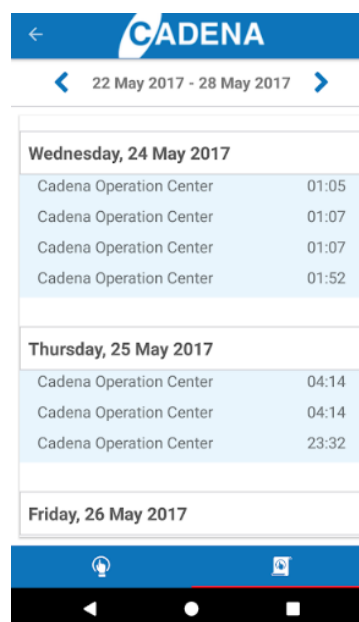 CADENA
22 May 2017 - 28 May 2017
Wednesday, 24 May 2017
Cadena Operation Center 01:05
Cadena Operation Center 01:07
Cadena Operation Center 01:07
Cadena Operation Center 01:52
Thursday, 25 May 2017
Cadena Operation Center 04:14
Cadena Operation Center 04:14
Cadena Operation Center 23:32
Friday, 26 May 2017